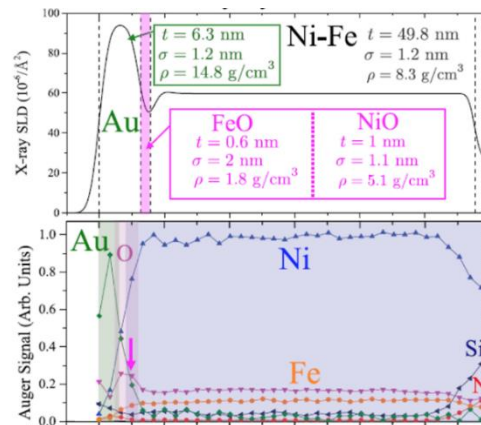 X-ray SLD (10⁻⁶/Å²)
100
80
60
40
20
0
Au
t = 6.3 nm
σ = 1.2 nm
ρ = 14.8 g/cm³
Ni-Fe
t = 49.8 nm
σ = 1.2 nm
ρ = 8.3 g/cm³
FeO
t = 0.6 nm
σ = 2 nm
ρ = 1.8 g/cm³
NiO
t = 1 nm
σ = 1.1 nm
ρ = 5.1 g/cm³
Auger Signal (Arb. Units)
1.0
0.8
0.6
0.4
0.2
0.0
Au
O
Ni
Fe
Si
N